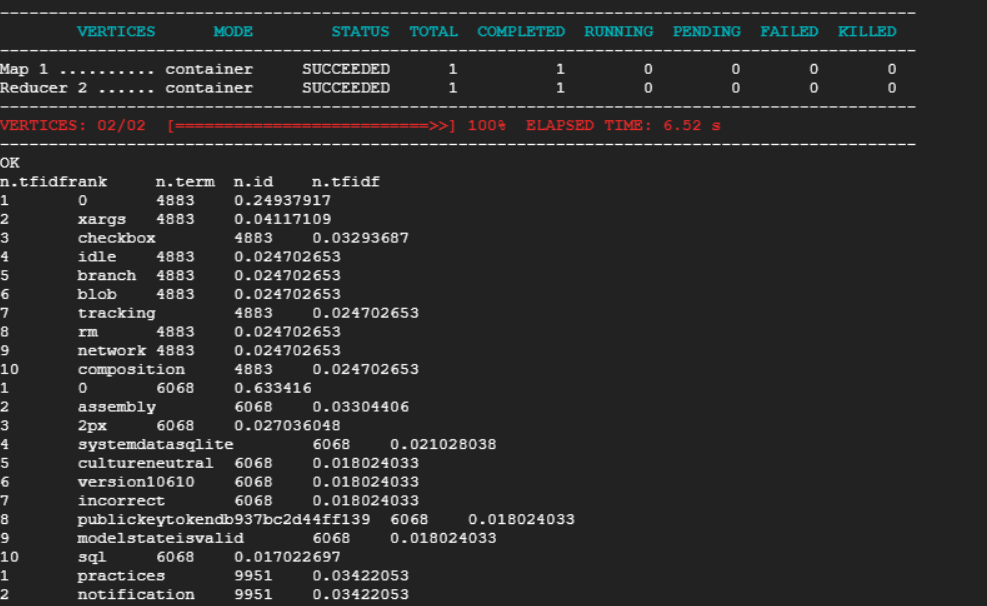 ----------------------------------------------------------------------------------------------
        VERTICES      MODE        STATUS  TOTAL  COMPLETED  RUNNING  PENDING  FAILED  KILLED
----------------------------------------------------------------------------------------------
Map 1 .......... container     SUCCEEDED      1          1        0        0       0       0
Reducer 2 ...... container     SUCCEEDED      1          1        0        0       0       0
----------------------------------------------------------------------------------------------
VERTICES: 02/02  [==========================>>] 100%  ELAPSED TIME: 6.52 s
----------------------------------------------------------------------------------------------
OK
n.tfidfrank	n.term	n.id	n.tfidf
1	0	4883	0.24937917
2	xargs	4883	0.04117109
3	checkbox	4883	0.03293687
4	idle	4883	0.024702653
5	branch	4883	0.024702653
6	blob	4883	0.024702653
7	tracking	4883	0.024702653
8	rm	4883	0.024702653
9	network	4883	0.024702653
10	composition	4883	0.024702653
1	0	6068	0.633416
2	assembly	6068	0.03304406
3	2px	6068	0.027036048
4	systemdatasqlite	6068	0.021028038
5	cultureneutral	6068	0.018024033
6	version10610	6068	0.018024033
7	incorrect	6068	0.018024033
8	publickeytokendb937bc2d44ff139	6068	0.018024033
9	modelstateisvalid	6068	0.018024033
10	sql	6068	0.017022697
1	practices	9951	0.03422053
2	notification	9951	0.03422053